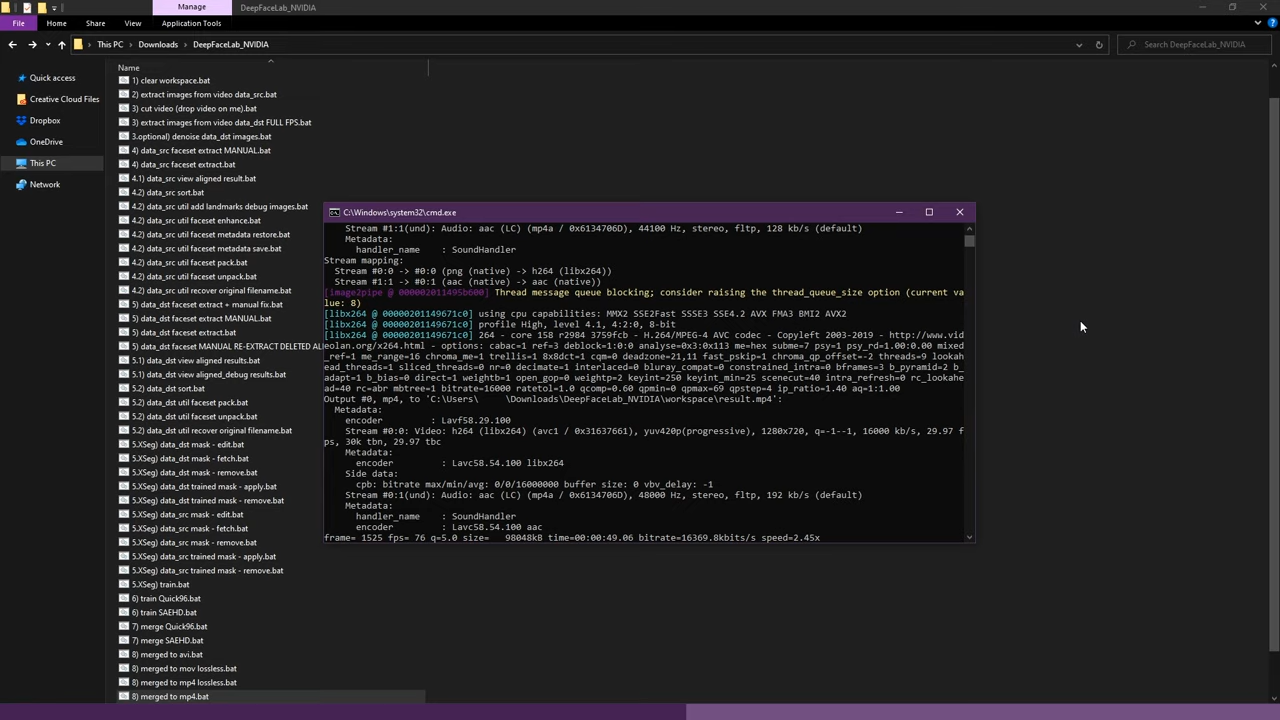 Manage
DeepFaceLab_NVIDIA
File
Home
Share
View
Application Tools
This PC
Downloads
DeepFaceLab_NVIDIA
Search DeepFaceLab_NVIDIA
Quick access
Creative Cloud Files
Dropbox
OneDrive
This PC
Network
Name
1) clear workspace.bat
2) extract images from video data_src.bat
3) cut video (drop video on me).bat
3) extract images from video data_dst FULL FPS.bat
3.optional) denoise data_dst images.bat
4) data_src faceset extract MANUAL.bat
4) data_src faceset extract.bat
4.1) data_src view aligned result.bat
4.2) data_src sort.bat
4.2) data_src util add landmarks debug images.bat
4.2) data_src util faceset enhance.bat
4.2) data_src util faceset metadata restore.bat
4.2) data_src util faceset metadata save.bat
4.2) data_src util faceset pack.bat
4.2) data_src util faceset unpack.bat
4.2) data_src util recover original filename.bat
5) data_dst faceset extract + manual fix.bat
5) data_dst faceset extract MANUAL.bat
5) data_dst faceset extract.bat
5) data_dst faceset MANUAL RE-EXTRACT DELETED AL
5.1) data_dst view aligned results.bat
5.1) data_dst view aligned_debug results.bat
5.2) data_dst sort.bat
5.2) data_dst util faceset pack.bat
5.2) data_dst util faceset unpack.bat
5.2) data_dst util recover original filename.bat
5.XSeg) data_dst mask - edit.bat
5.XSeg) data_dst mask - fetch.bat
5.XSeg) data_dst mask - remove.bat
5.XSeg) data_dst trained mask - apply.bat
5.XSeg) data_dst trained mask - remove.bat
5.XSeg) data_src mask - edit.bat
5.XSeg) data_src mask - fetch.bat
5.XSeg) data_src mask - remove.bat
5.XSeg) data_src trained mask - apply.bat
5.XSeg) data_src trained mask - remove.bat
5.XSeg) train.bat
6) train Quick96.bat
6) train SAEHD.bat
7) merge Quick96.bat
7) merge SAEHD.bat
8) merged to avi.bat
8) merged to mov lossless.bat
8) merged to mp4 lossless.bat
8) merged to mp4.bat
C:\Windows\system32\cmd.exe
Stream #1:1(und): Audio: aac (LC) (mp4a / 0x6134706D), 44100 Hz, stereo, fltp, 128 kb/s (default)
Metadata:
handler_name : SoundHandler
Stream mapping:
Stream #0:0 -> #0:0 (png (native) -> h264 (libx264))
Stream #1:1 -> #0:1 (aac (native) -> aac (native))
[image2pipe @ 000002011495b600] Thread message queue blocking; consider raising the thread_queue_size option (current va
lue: 8)
[libx264 @ 00000201149671c0] using cpu capabilities: MMX2 SSE2Fast SSSE3 SSE4.2 AVX FMA3 BMI2 AVX2
[libx264 @ 00000201149671c0] profile High, level 4.1, 4:2:0, 8-bit
[libx264 @ 00000201149671c0] 264 - core 158 r2984 3759fcb - H.264/MPEG-4 AVC codec - Copyleft 2003-2019 - http://www.vid
eolan.org/x264.html - options: cabac=1 ref=3 deblock=1:0:0 analyse=0x3:0x113 me=hex subme=7 psy=1 psy_rd=1.00:0.00 mixed
_ref=1 me_range=16 chroma_me=1 trellis=1 8x8dct=1 cqm=0 deadzone=21,11 fast_pskip=1 chroma_qp_offset=-2 threads=9 lookah
ead_threads=1 sliced_threads=0 nr=0 decimate=1 interlaced=0 bluray_compat=0 constrained_intra=0 bframes=3 b_pyramid=2 b_
adapt=1 b_bias=0 direct=1 weightb=1 open_gop=0 weightp=2 keyint=250 keyint_min=25 scenecut=40 intra_refresh=0 rc_lookahe
ad=40 rc=abr mbtree=1 bitrate=16000 ratetol=1.0 qcomp=0.60 qpmin=0 qpmax=69 qpstep=4 ip_ratio=1.40 aq=1:1.00
Output #0, mp4, to 'C:\Users\ \Downloads\DeepFaceLab_NVIDIA\workspace\result.mp4':
Metadata:
encoder : Lavf58.29.100
Stream #0:0: Video: h264 (libx264) (avc1 / 0x31637661), yuv420p(progressive), 1280x720, q=-1--1, 16000 kb/s, 29.97 f
ps, 30k tbn, 29.97 tbc
Metadata:
encoder : Lavc58.54.100 libx264
Side data:
cpb: bitrate max/min/avg: 0/0/16000000 buffer size: 0 vbv_delay: -1
Stream #0:1(und): Audio: aac (LC) (mp4a / 0x6134706D), 48000 Hz, stereo, fltp, 192 kb/s (default)
Metadata:
handler_name : SoundHandler
encoder : Lavc58.54.100 aac
frame= 1525 fps= 76 q=5.0 size= 98048kB time=00:00:49.06 bitrate=16369.8kbits/s speed=2.45x